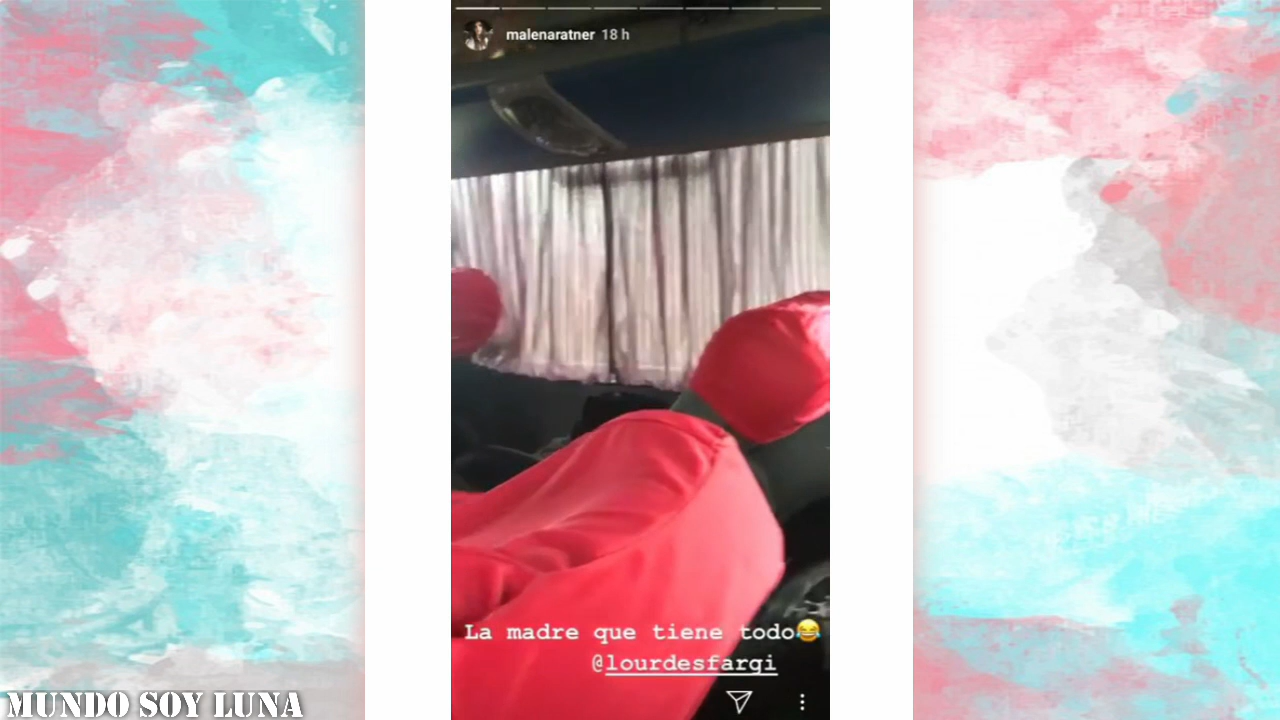 malenaratner 18 h
La madre que tiene todo😂
@lourdesfargi
MUNDO SOY LUNA